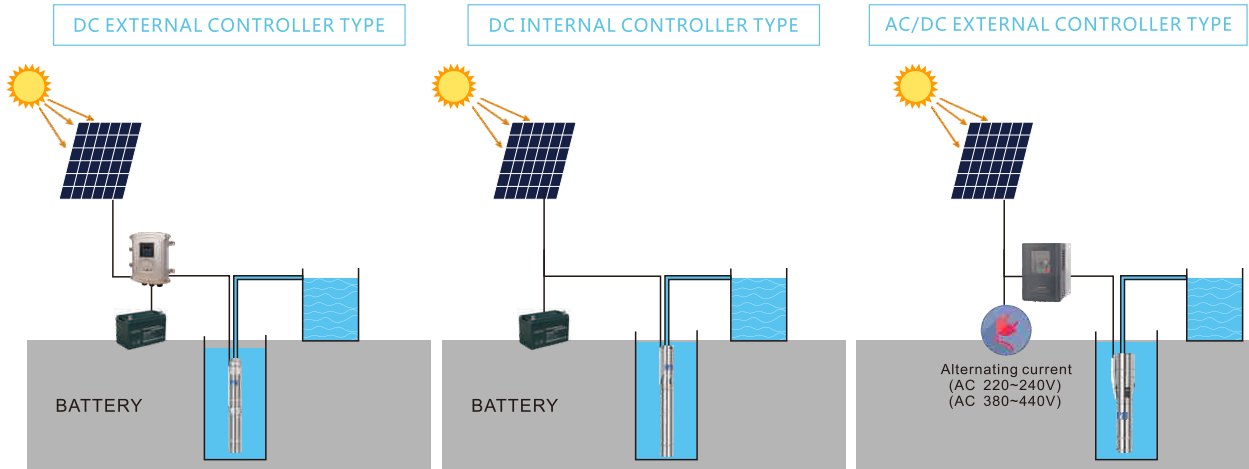 DC EXTERNAL CONTROLLER TYPE
DC INTERNAL CONTROLLER TYPE
AC/DC EXTERNAL CONTROLLER TYPE
BATTERY
BATTERY
Alternating current
(AC 220~240V)
(AC 380~440V)